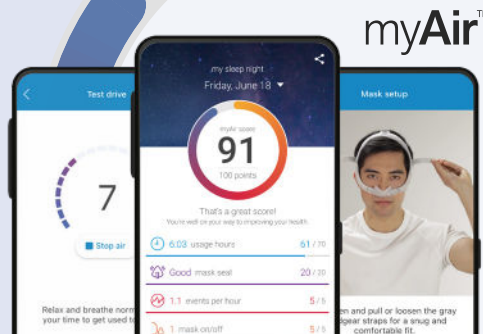 myAir™
Test drive
7
Stop air
Relax and breathe norm
your time to get used to
my sleep night
Friday, June 18
myAir score
91
100 points
That's a great score!
You're well on your way to improving your health.
6:03 usage hours 61 / 70
Good mask seal 20 / 20
1.1 events per hour 5 / 5
1 mask on/off 5 / 5
Mask setup
en and pull or loosen the gray
dgear straps for a snug and
comfortable fit.